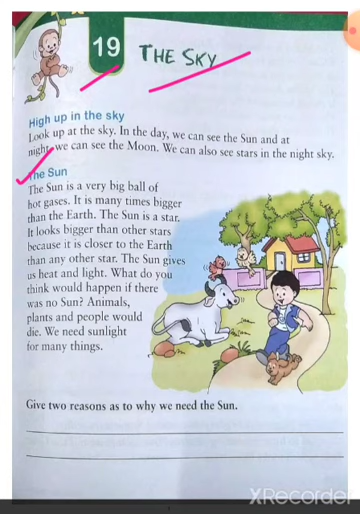 19
THE SKY
High up in the sky
Look up at the sky. In the day, we can see the Sun and at
night, we can see the Moon. We can also see stars in the night sky.
The Sun
The Sun is a very big ball of
hot gases. It is many times bigger
than the Earth. The Sun is a star.
It looks bigger than other stars
because it is closer to the Earth
than any other star. The Sun gives
us heat and light. What do you
think would happen if there
was no Sun? Animals,
plants and people would
die. We need sunlight
for many things.
Give two reasons as to why we need the Sun.
XRecorder